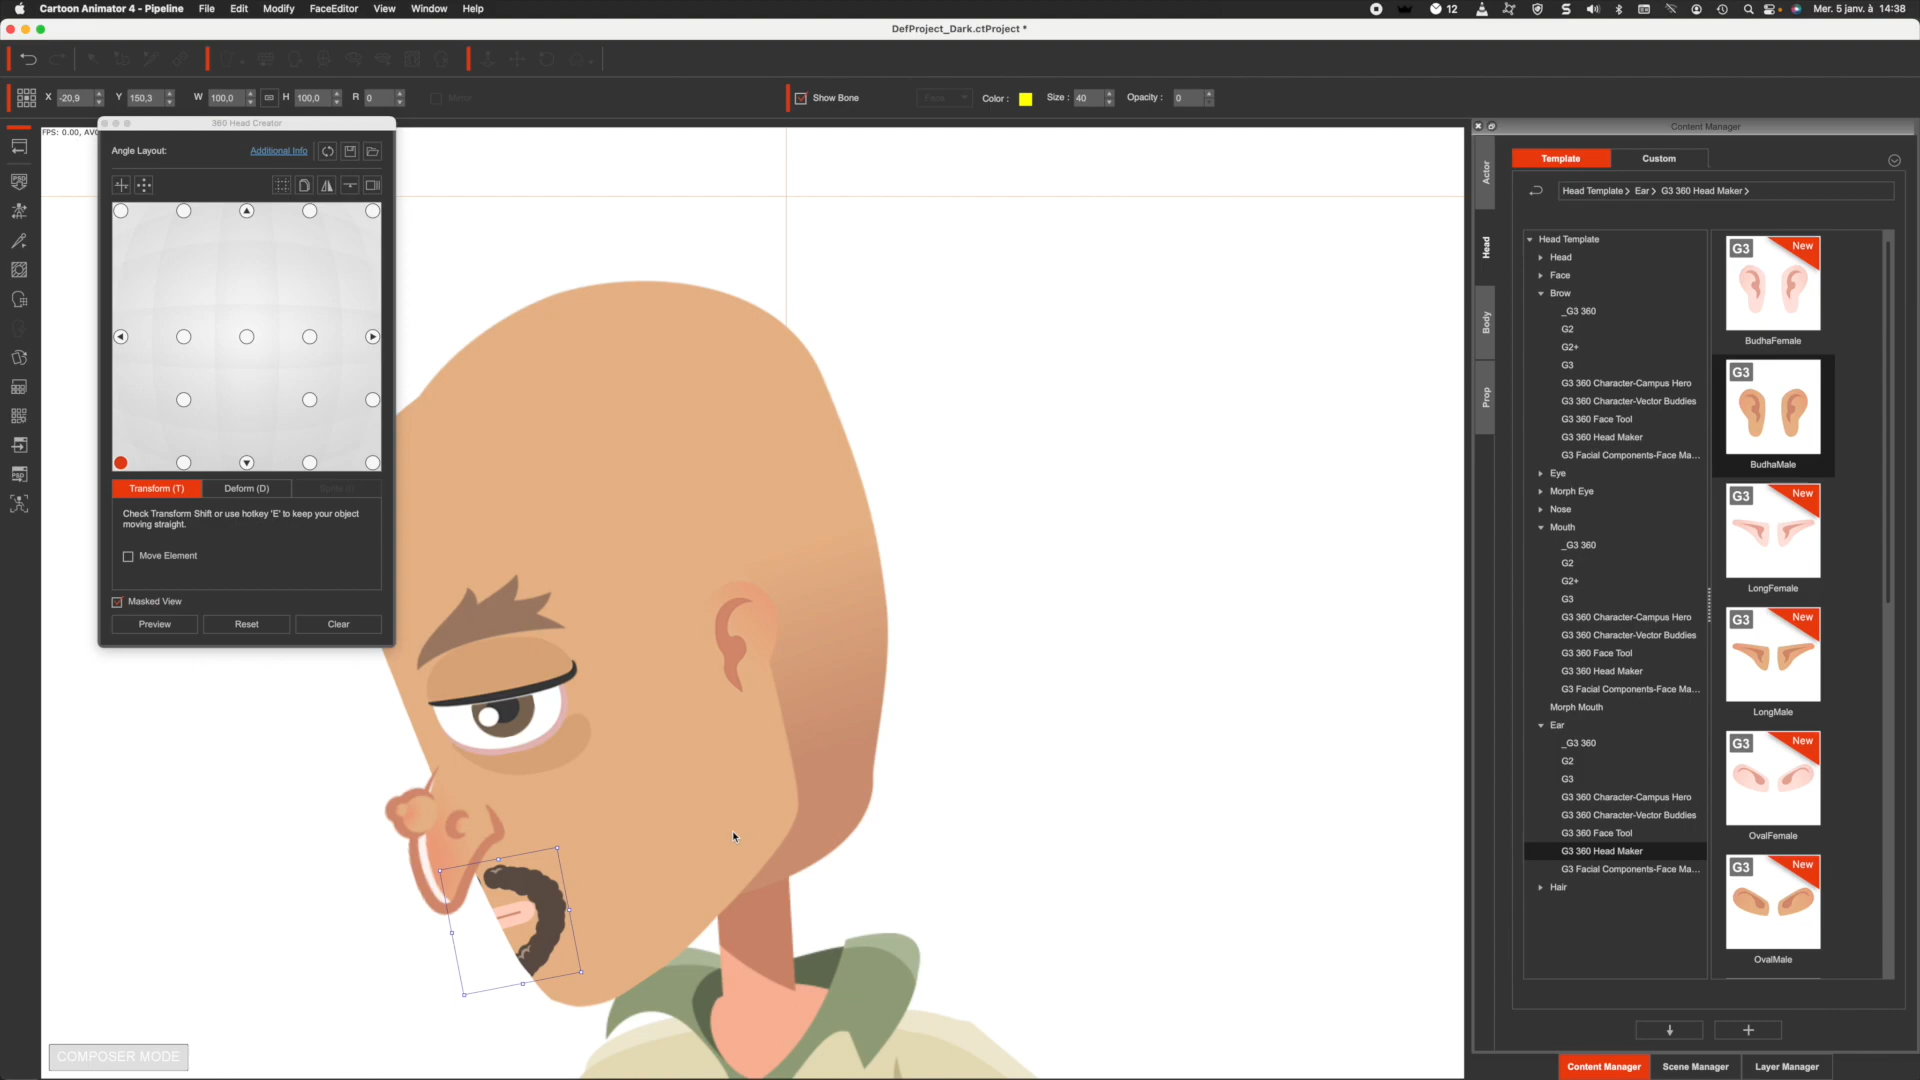 Cartoon Animator 4 - Pipeline File Edit Modify FaceEditor View Window Help 12 Mer. 5 janv. à 14:38
DefProject_Dark.ctProject *
X -20,9 Y 150,3 W 100,0 H 100,0 R 0 Mirror Show Bone Face Color : Size : 40 Opacity : 0
360 Head Creator
Content Manager
FPS: 0.00, AVG
Angle Layout: Additional Info
Template Custom
Head Template > Ear > G3 360 Head Maker >
Actor
Head
Body
Prop
Head Template
Head
Face
Brow
_G3 360
G2
G2+
G3
G3 360 Character-Campus Hero
G3 360 Character-Vector Buddies
G3 360 Face Tool
G3 360 Head Maker
G3 Facial Components-Face Ma...
Eye
Morph Eye
Nose
Mouth
_G3 360
G2
G2+
G3
G3 360 Character-Campus Hero
G3 360 Character-Vector Buddies
G3 360 Face Tool
G3 360 Head Maker
G3 Facial Components-Face Ma...
Morph Mouth
Ear
_G3 360
G2
G3
G3 360 Character-Campus Hero
G3 360 Character-Vector Buddies
G3 360 Face Tool
G3 360 Head Maker
G3 Facial Components-Face Ma...
Hair
G3 New
BudhaFemale
G3
BudhaMale
G3 New
LongFemale
G3 New
LongMale
G3 New
OvalFemale
G3 New
OvalMale
Transform (T) Deform (D)
Check Transform Shift or use hotkey 'E' to keep your object
moving straight.
Move Element
Masked View
Preview Reset Clear
COMPOSER MODE
Content Manager Scene Manager Layer Manager